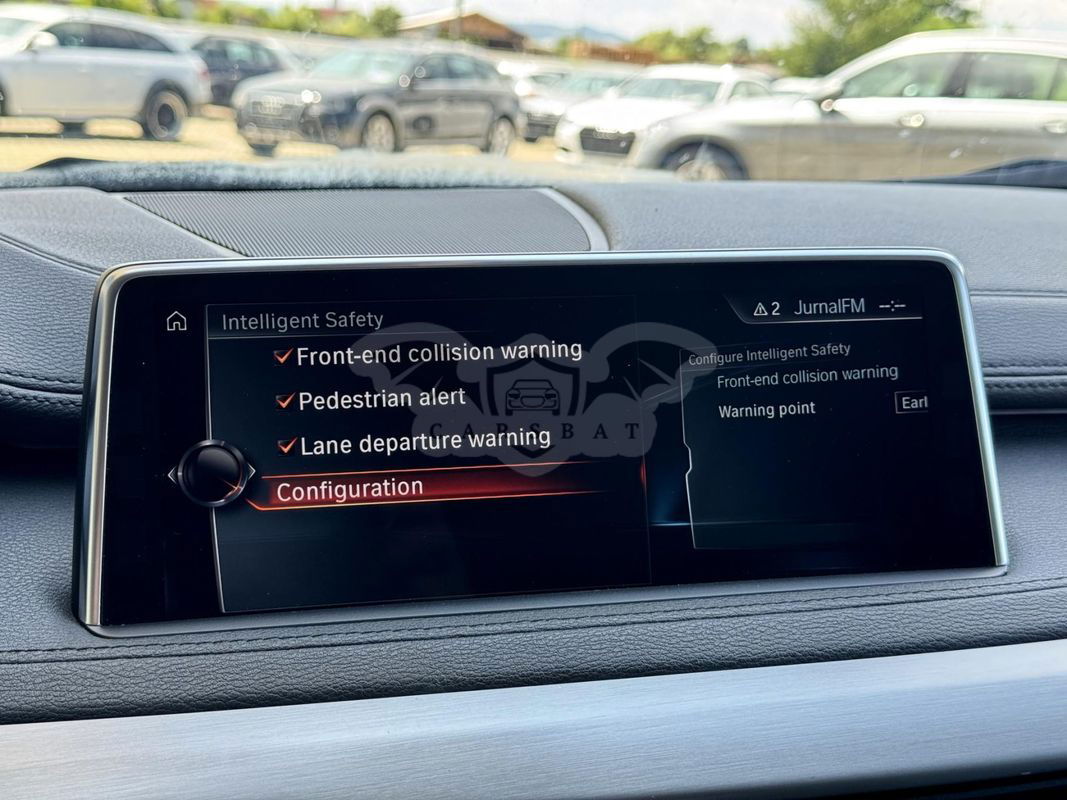 Intelligent Safety
Front-end collision warning
Pedestrian alert
Lane departure warning
Configuration
2 JurnalFM --:--
Configure Intelligent Safety
Front-end collision warning
Warning point Earl
CARSBAT